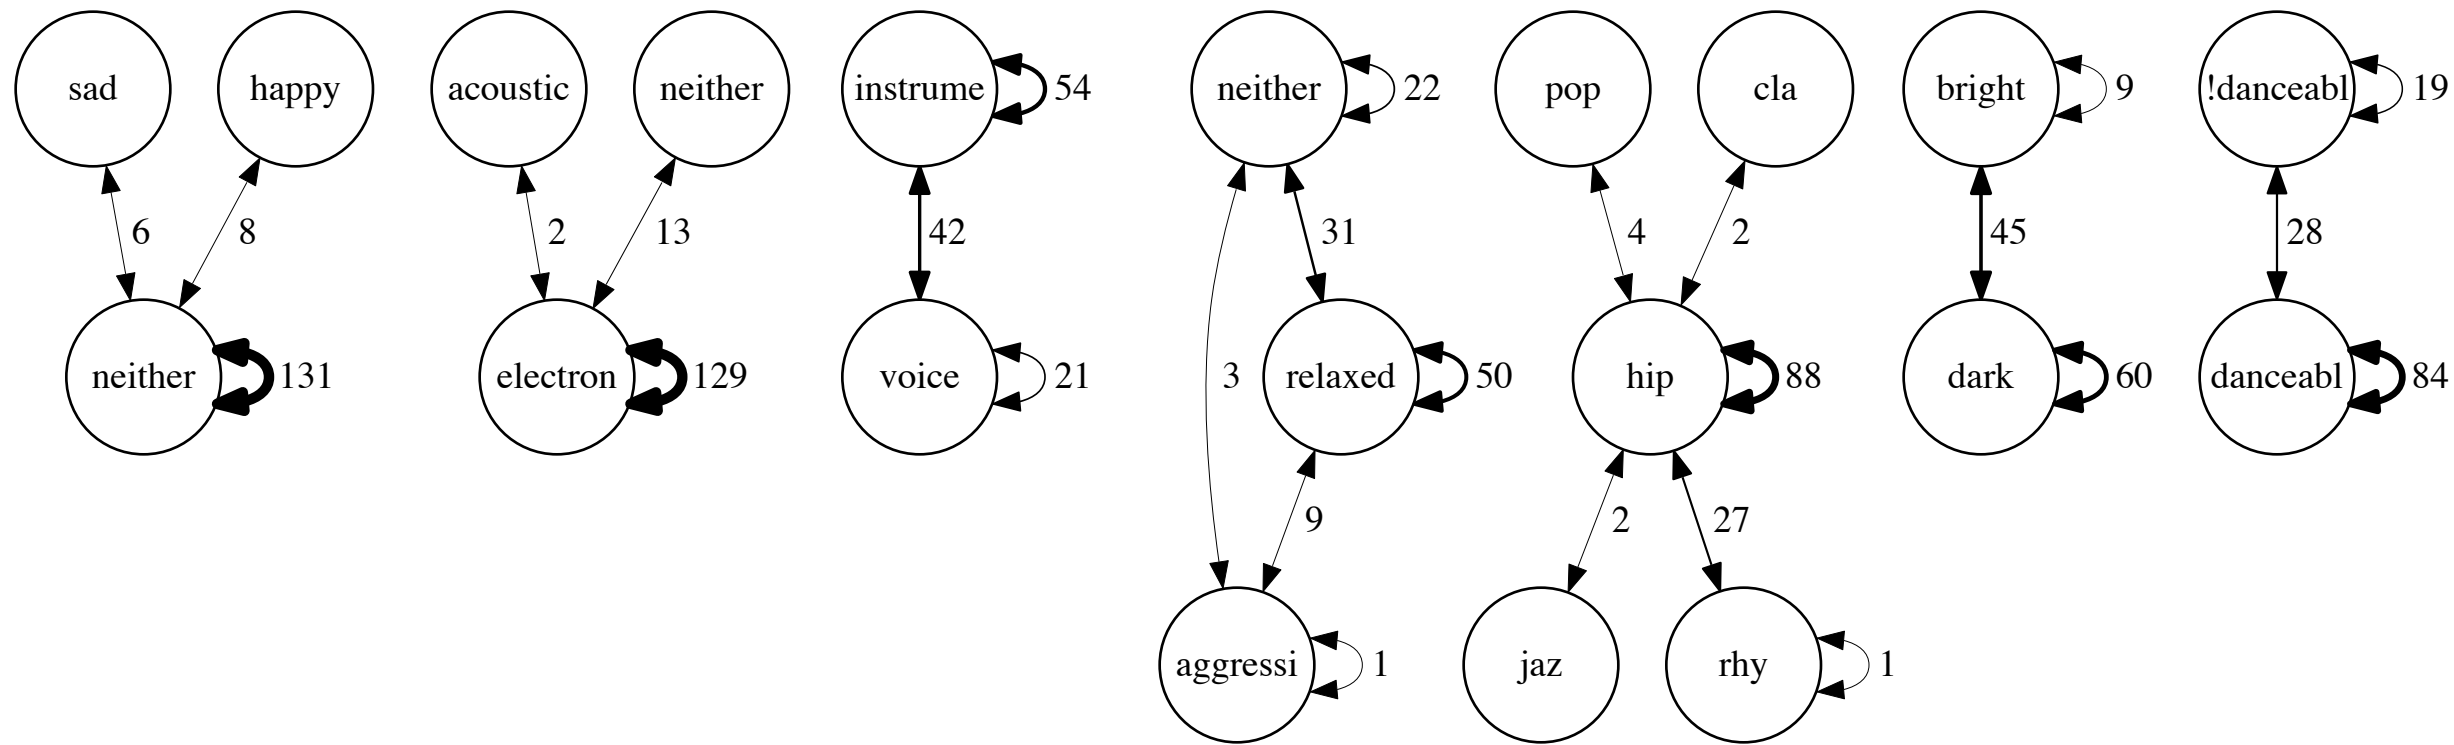 sad
happy
acoustic
neither
instrume
54
neither
22
pop
cla
bright
9
!danceabl
19
6
8
2
13
42
31
4
2
45
28
neither
131
electron
129
voice
21
3
relaxed
50
hip
88
dark
60
danceabl
84
9
2
27
aggressi
1
jaz
rhy
1